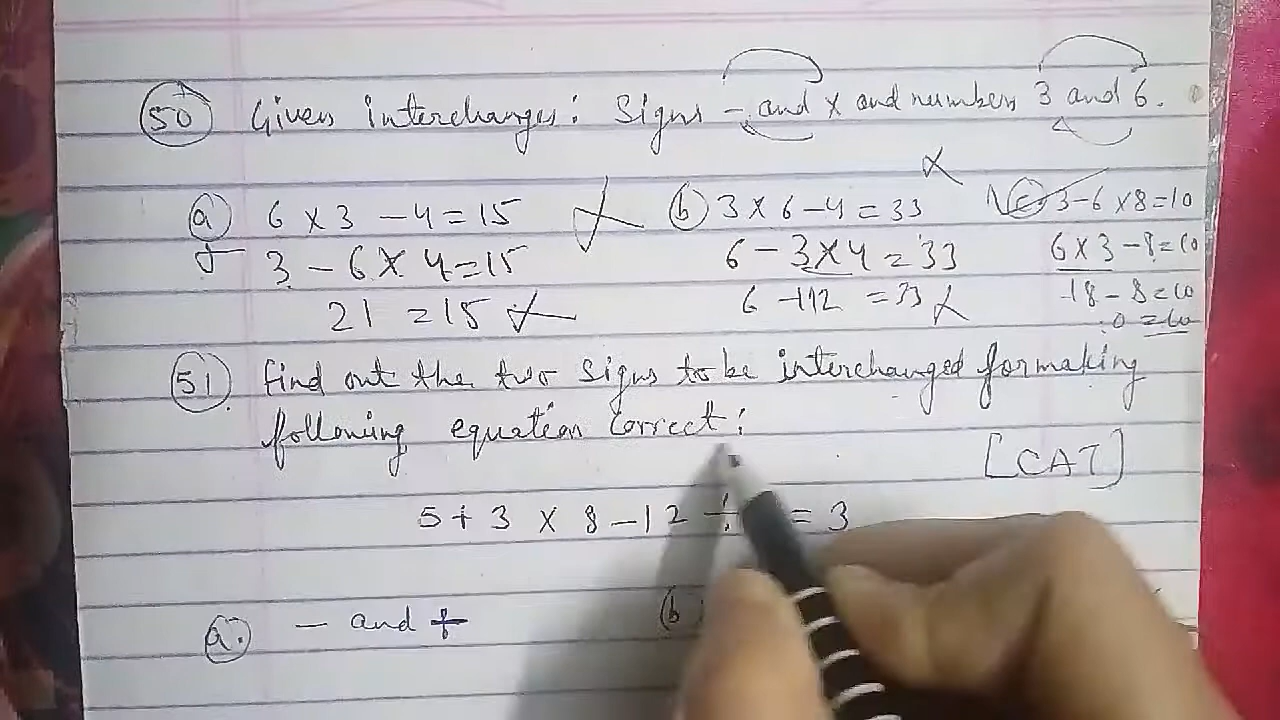 50 Given interchanges: Signs - and x and numbers 3 and 6.
a 6 x 3 - 4 = 15
3 - 6 x 4 = 15
21 = 15
(b) 3 x 6 - 4 = 33
6 - 3 x 4 = 33
6 - 112 = 33
c 3 - 6 x 8 = 10
6 x 3 - 8 = 10
18 - 8 = 10
10 = 10
51. Find out the two signs to be interchanged for making
following equation correct:
[CAT]
5 + 3 x 8 - 12 ÷ = 3
a. - and ÷
(b)